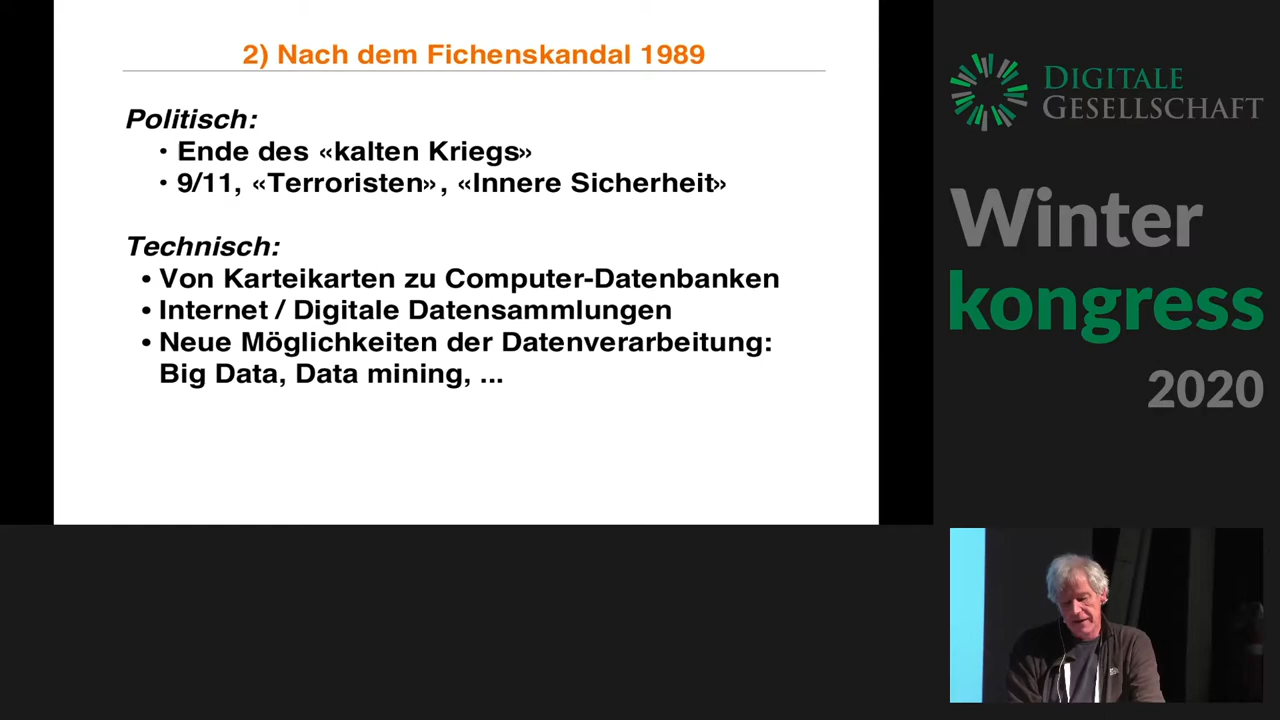 2) Nach dem Fichenskandal 1989
Politisch:
• Ende des «kalten Kriegs»
• 9/11, «Terroristen», «Innere Sicherheit»
Technisch:
• Von Karteikarten zu Computer-Datenbanken
• Internet / Digitale Datensammlungen
• Neue Möglichkeiten der Datenverarbeitung:
Big Data, Data mining, ...
DIGITALE
GESELLSCHAFT
Winter
kongress
2020